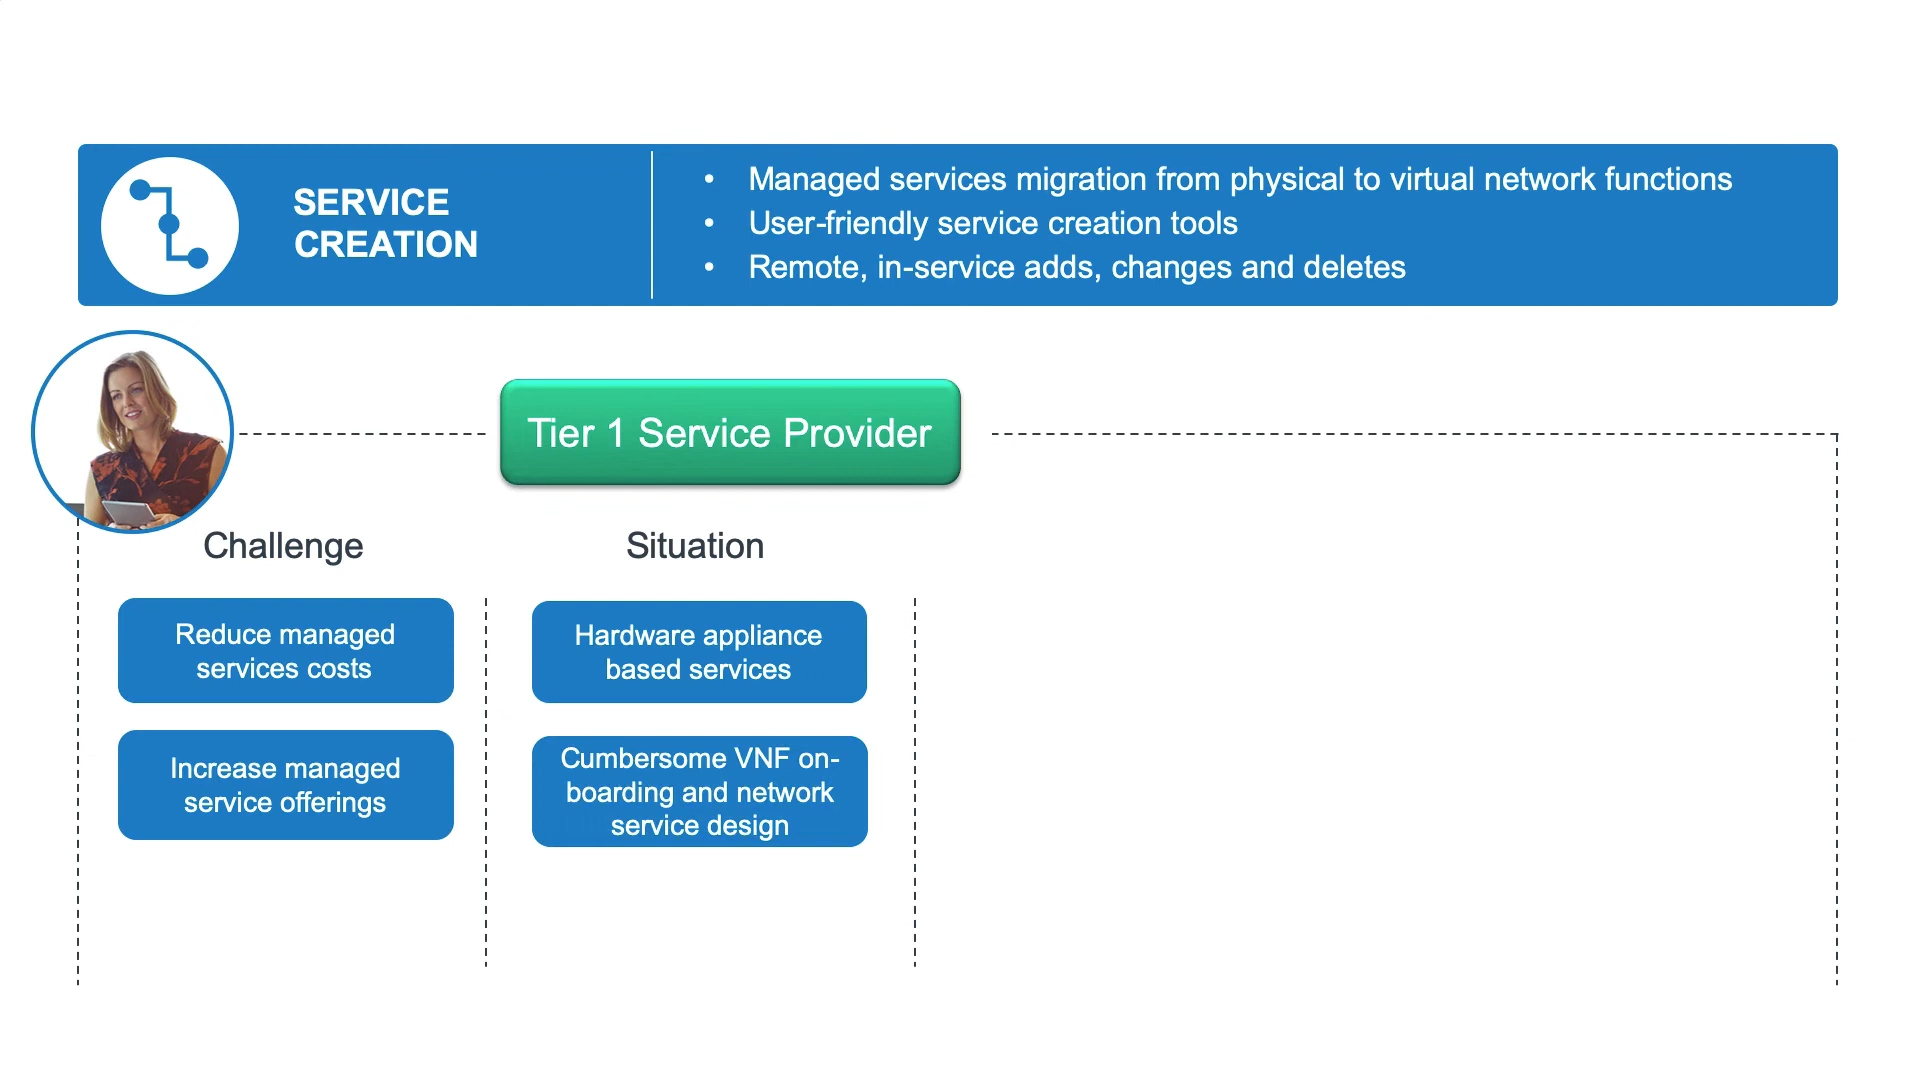 SERVICE
CREATION
• Managed services migration from physical to virtual network functions
• User-friendly service creation tools
• Remote, in-service adds, changes and deletes
Tier 1 Service Provider
Challenge
Situation
Reduce managed
services costs
Hardware appliance
based services
Increase managed
service offerings
Cumbersome VNF on-
boarding and network
service design